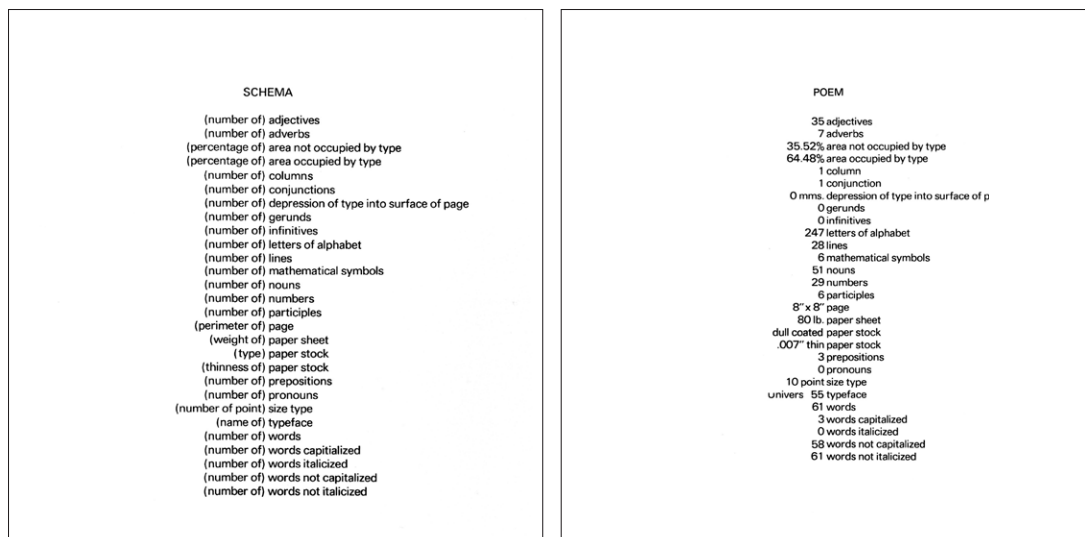 SCHEMA
(number of) adjectives
(number of) adverbs
(percentage of) area not occupied by type
(percentage of) area occupied by type
(number of) columns
(number of) conjunctions
(number of) depression of type into surface of page
(number of) gerunds
(number of) infinitives
(number of) letters of alphabet
(number of) lines
(number of) mathematical symbols
(number of) nouns
(number of) numbers
(number of) participles
(perimeter of) page
(weight of) paper sheet
(type) paper stock
(thinness of) paper stock
(number of) prepositions
(number of) pronouns
(number of point) size type
(name of) typeface
(number of) words
(number of) words capitialized
(number of) words italicized
(number of) words not capitalized
(number of) words not italicized
POEM
35 adjectives
7 adverbs
35.52% area not occupied by type
64.48% area occupied by type
1 column
1 conjunction
0 mms. depression of type into surface of p
0 gerunds
0 infinitives
247 letters of alphabet
28 lines
6 mathematical symbols
51 nouns
29 numbers
6 participles
8" x 8" page
80 lb. paper sheet
dull coated paper stock
.007" thin paper stock
3 prepositions
0 pronouns
10 point size type
univers 55 typeface
61 words
3 words capitalized
0 words italicized
58 words not capitalized
61 words not italicized